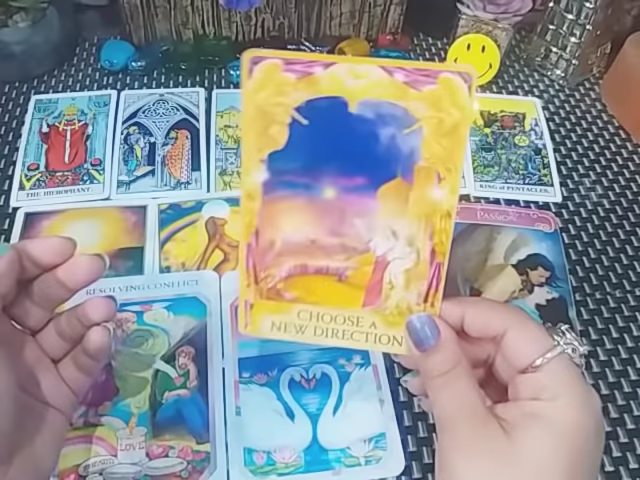 THE HIEROPHANT.
KING of PENTACLES.
PASSION
RESOLVING CONFLICT
CHOOSE A
NEW DIRECTION
LOVE